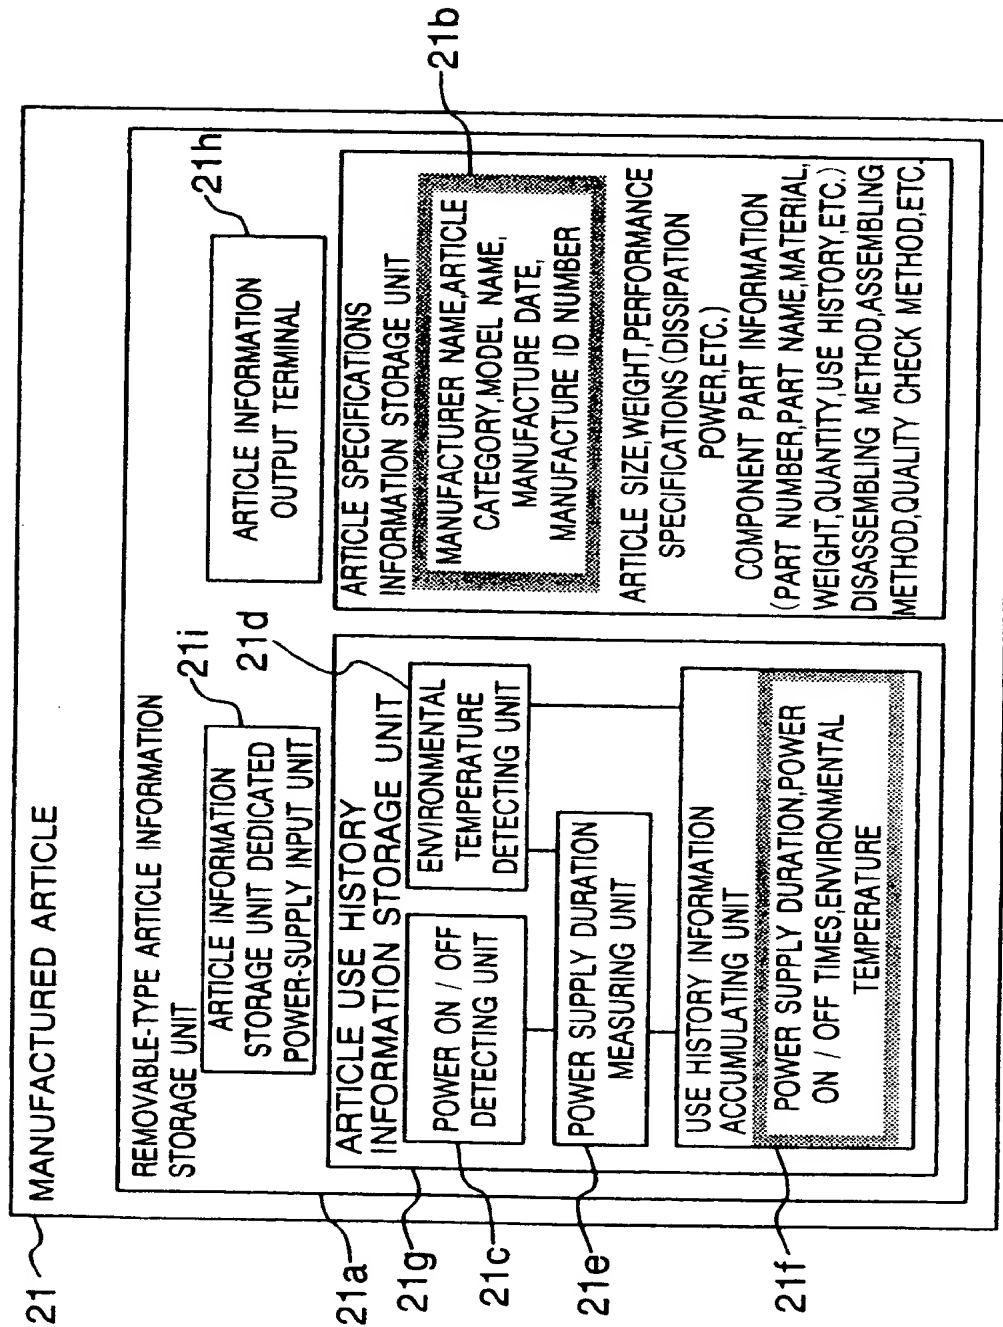 21
MANUFACTURED ARTICLE
REMOVABLE-TYPE ARTICLE INFORMATION
STORAGE UNIT
21a
ARTICLE INFORMATION
STORAGE UNIT DEDICATED
POWER-SUPPLY INPUT UNIT
21i
ARTICLE INFORMATION
OUTPUT TERMINAL
21h
ARTICLE USE HISTORY
INFORMATION STORAGE UNIT
21g
21d
POWER ON / OFF
DETECTING UNIT
21c
ENVIRONMENTAL
TEMPERATURE
DETECTING UNIT
POWER SUPPLY DURATION
MEASURING UNIT
21e
USE HISTORY INFORMATION
ACCUMULATING UNIT
POWER SUPPLY DURATION,POWER
ON / OFF TIMES,ENVIRONMENTAL
TEMPERATURE
21f
ARTICLE SPECIFICATIONS
INFORMATION STORAGE UNIT
MANUFACTURER NAME,ARTICLE
CATEGORY,MODEL NAME,
MANUFACTURE DATE,
MANUFACTURE ID NUMBER
21b
ARTICLE SIZE,WEIGHT,PERFORMANCE
SPECIFICATIONS(DISSIPATION
POWER,ETC.)
COMPONENT PART INFORMATION
(PART NUMBER,PART NAME,MATERIAL,
WEIGHT,QUANTITY,USE HISTORY,ETC.)
DISASSEMBLING METHOD,ASSEMBLING
METHOD,QUALITY CHECK METHOD,ETC.